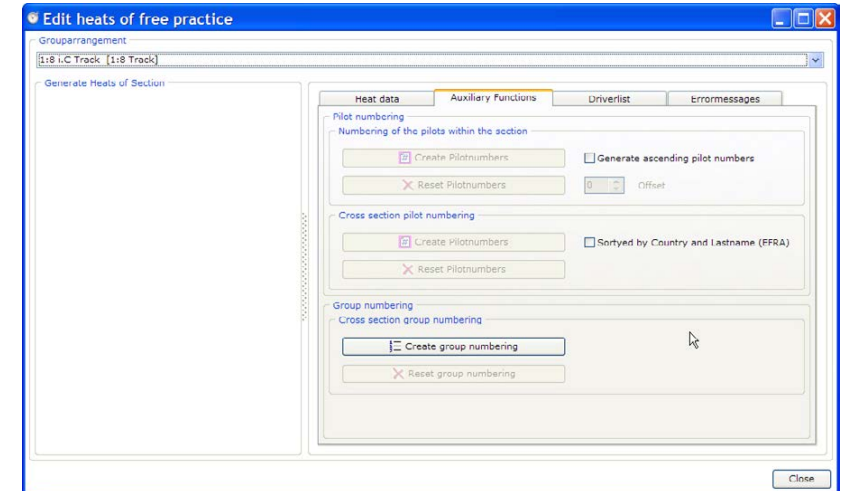 Edit heats of free practice
Grouparrangement
1:8 i.C Track [1:8 Track]
Generate Heats of Section
Heat data Auxiliary Functions Driverlist Errormessages
Pilot numbering
Numbering of the pilots within the section
Create Pilotnumbers Generate ascending pilot numbers
Reset Pilotnumbers 0 Offset
Cross section pilot numbering
Create Pilotnumbers Sortyed by Country and Lastname (EFRA)
Reset Pilotnumbers
Group numbering
Cross section group numbering
Create group numbering
Reset group numbering
Close